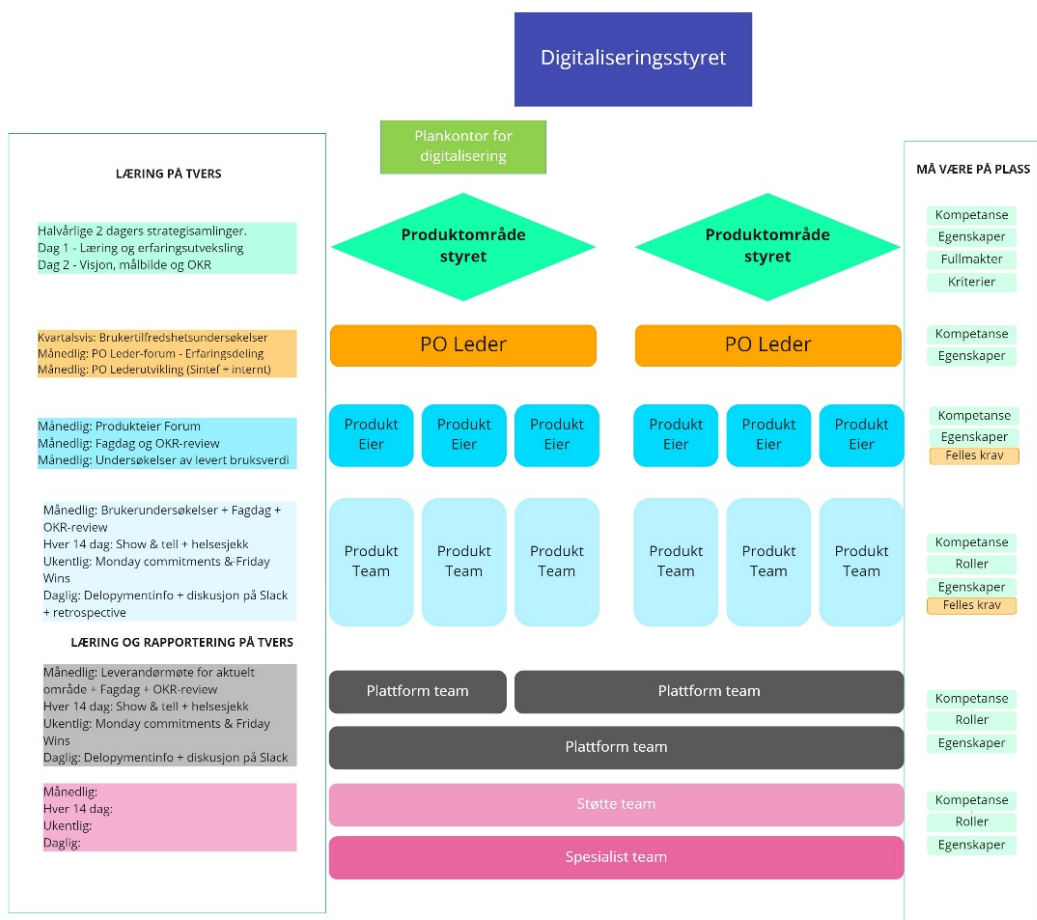 Digitaliseringsstyret
Plankontor for
digitalisering
LÆRING PÅ TVERS
MÅ VÆRE PÅ PLASS
Halvårlige 2 dagers strategisamlinger.
Dag 1 - Læring og erfaringsutveksling
Dag 2 - Visjon, målbilde og OKR
Produktområde
styret
Produktområde
styret
Kompetanse
Egenskaper
Fullmakter
Kriterier
Kvartalsvis: Brukertilfredshetsundersøkelser
Månedlig: PO Leder-forum - Erfaringsdeling
Månedlig: PO Lederutvikling (Sintef + internt)
PO Leder
PO Leder
Kompetanse
Egenskaper
Månedlig: Produkteier Forum
Månedlig: Fagdag og OKR-review
Månedlig: Undersøkelser av levert bruksverdi
Produkt
Eier
Produkt
Eier
Produkt
Eier
Produkt
Eier
Produkt
Eier
Produkt
Eier
Kompetanse
Egenskaper
Felles krav
Månedlig: Brukerundersøkelser + Fagdag +
OKR-review
Hver 14 dag: Show & tell + helsesjekk
Ukentlig: Monday commitments & Friday
Wins
Daglig: Delopymentinfo + diskusjon på Slack
+ retrospective
Produkt
Team
Produkt
Team
Produkt
Team
Produkt
Team
Produkt
Team
Produkt
Team
Kompetanse
Roller
Egenskaper
Felles krav
LÆRING OG RAPPORTERING PÅ TVERS
Månedlig: Leverandørmøte for aktuelt
område + Fagdag + OKR-review
Hver 14 dag: Show & tell + helsesjekk
Ukentlig: Monday commitments & Friday
Wins
Daglig: Delopymentinfo + diskusjon på Slack
Plattform team
Plattform team
Plattform team
Kompetanse
Roller
Egenskaper
Månedlig:
Hver 14 dag:
Ukentlig:
Daglig:
Støtte team
Spesialist team
Kompetanse
Roller
Egenskaper